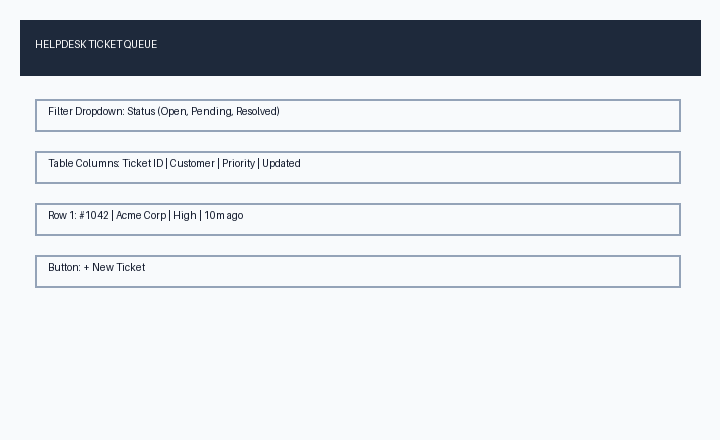 HELPDESK TICKET QUEUE
Filter Dropdown: Status (Open, Pending, Resolved)
Table Columns: Ticket ID | Customer | Priority | Updated
Row 1: #1042 | Acme Corp | High | 10m ago
Button: + New Ticket